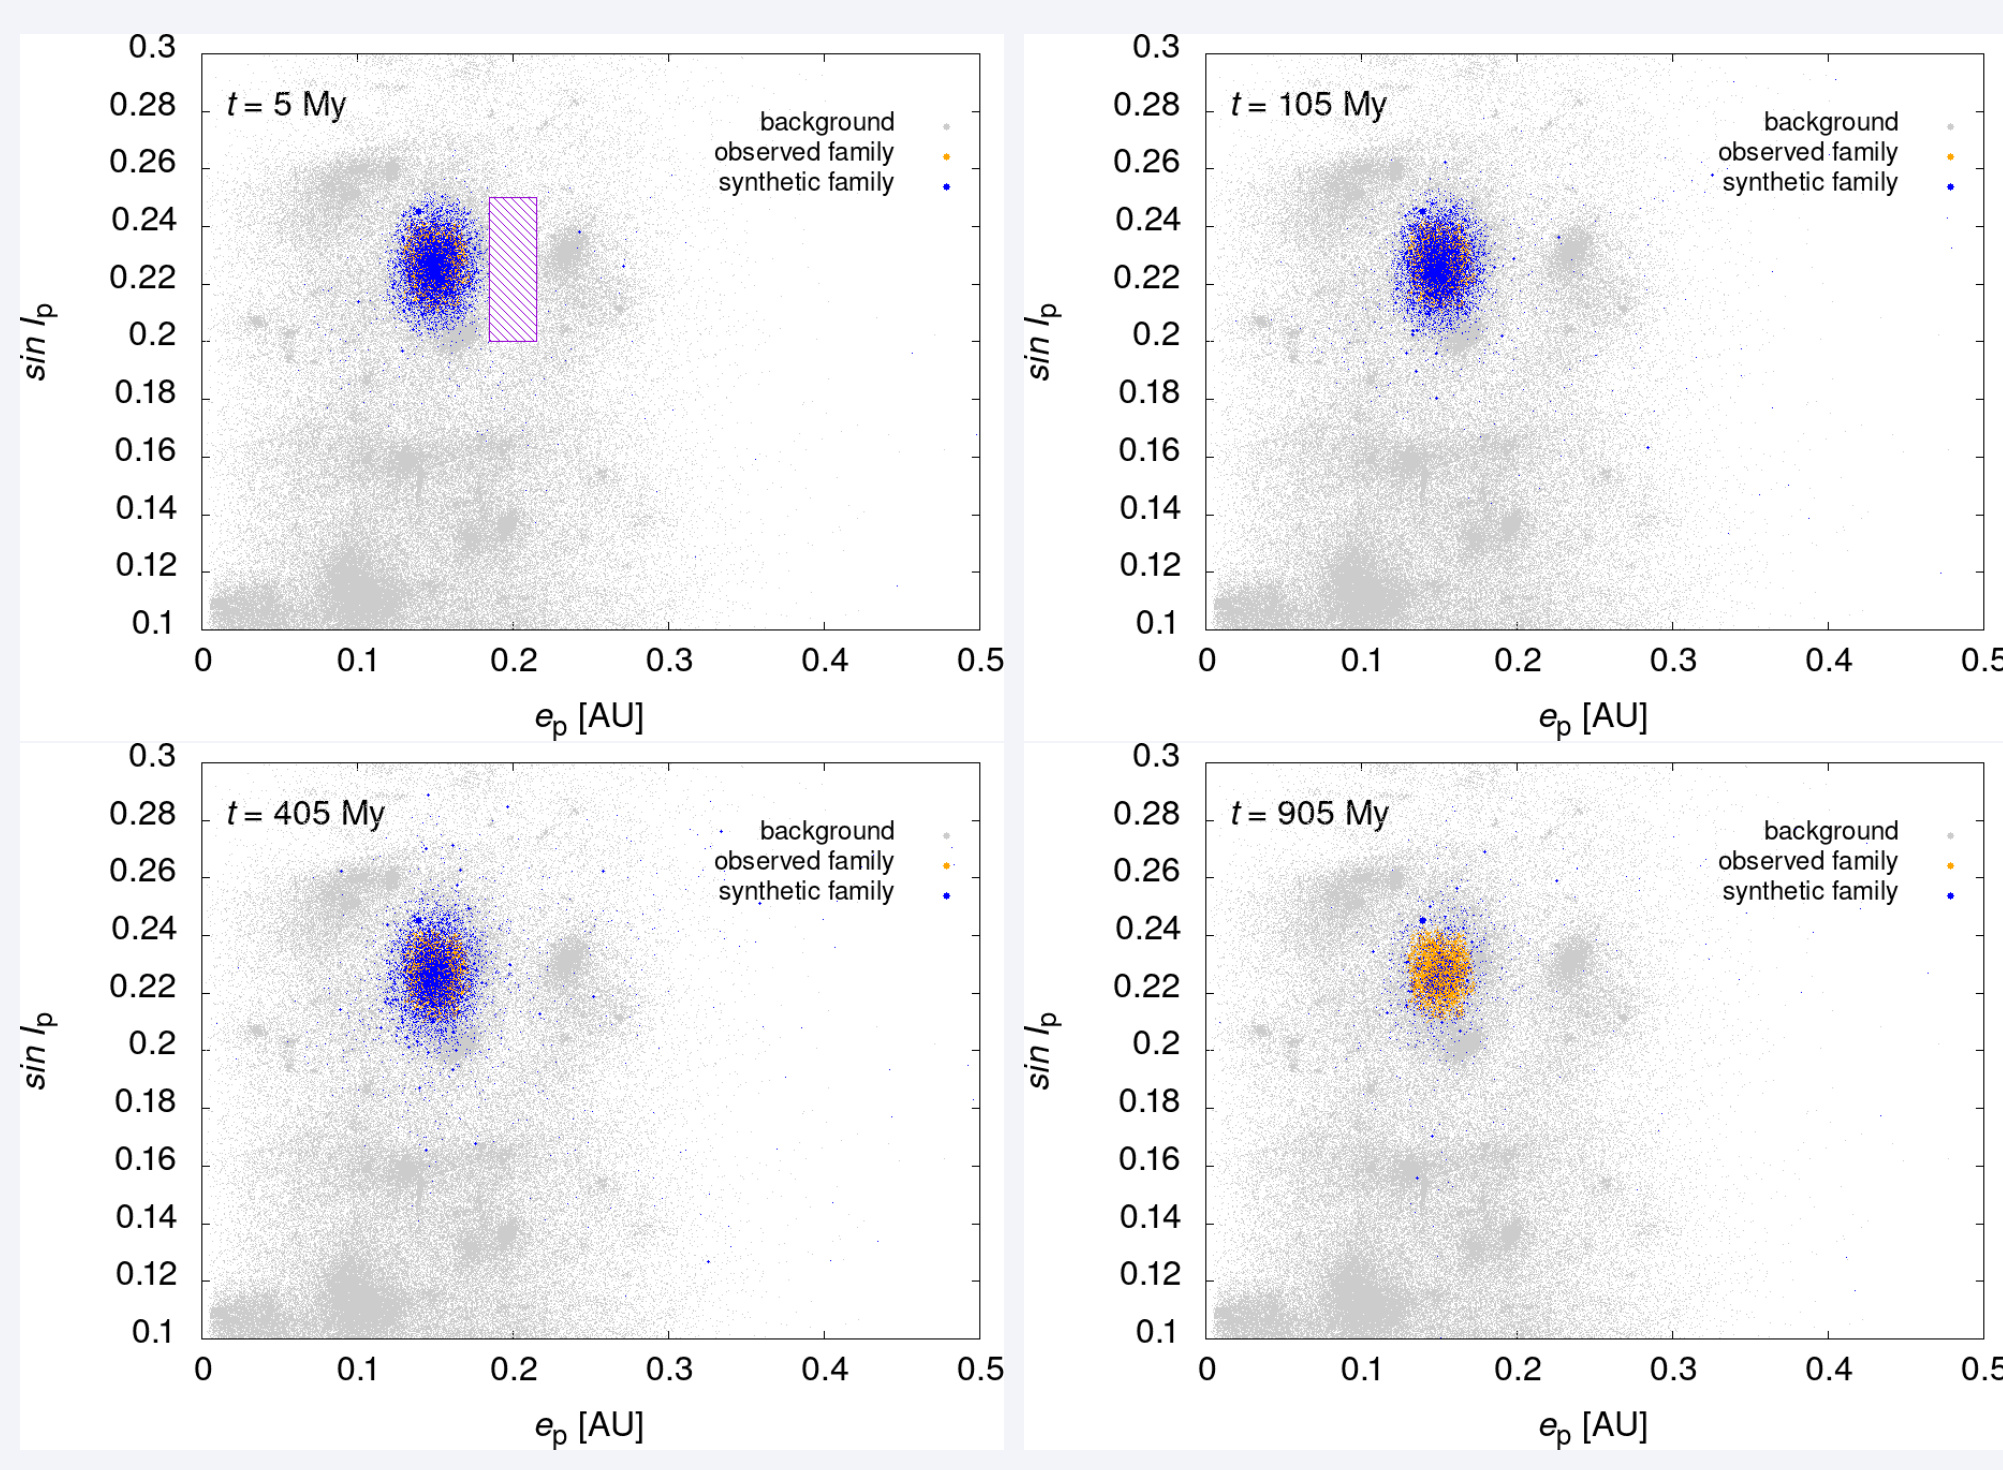 0.3
0.28
0.26
0.24
0.22
0.2
0.18
0.16
0.14
0.12
0.1
t = 5 My
background
observed family
synthetic family
sin Ip
0 0.1 0.2 0.3 0.4 0.5
ep [AU]
0.3
0.28
0.26
0.24
0.22
0.2
0.18
0.16
0.14
0.12
0.1
t = 105 My
background
observed family
synthetic family
sin Ip
0 0.1 0.2 0.3 0.4 0.5
ep [AU]
0.3
0.28
0.26
0.24
0.22
0.2
0.18
0.16
0.14
0.12
0.1
t = 405 My
background
observed family
synthetic family
sin Ip
0 0.1 0.2 0.3 0.4 0.5
ep [AU]
0.3
0.28
0.26
0.24
0.22
0.2
0.18
0.16
0.14
0.12
0.1
t = 905 My
background
observed family
synthetic family
sin Ip
0 0.1 0.2 0.3 0.4 0.5
ep [AU]